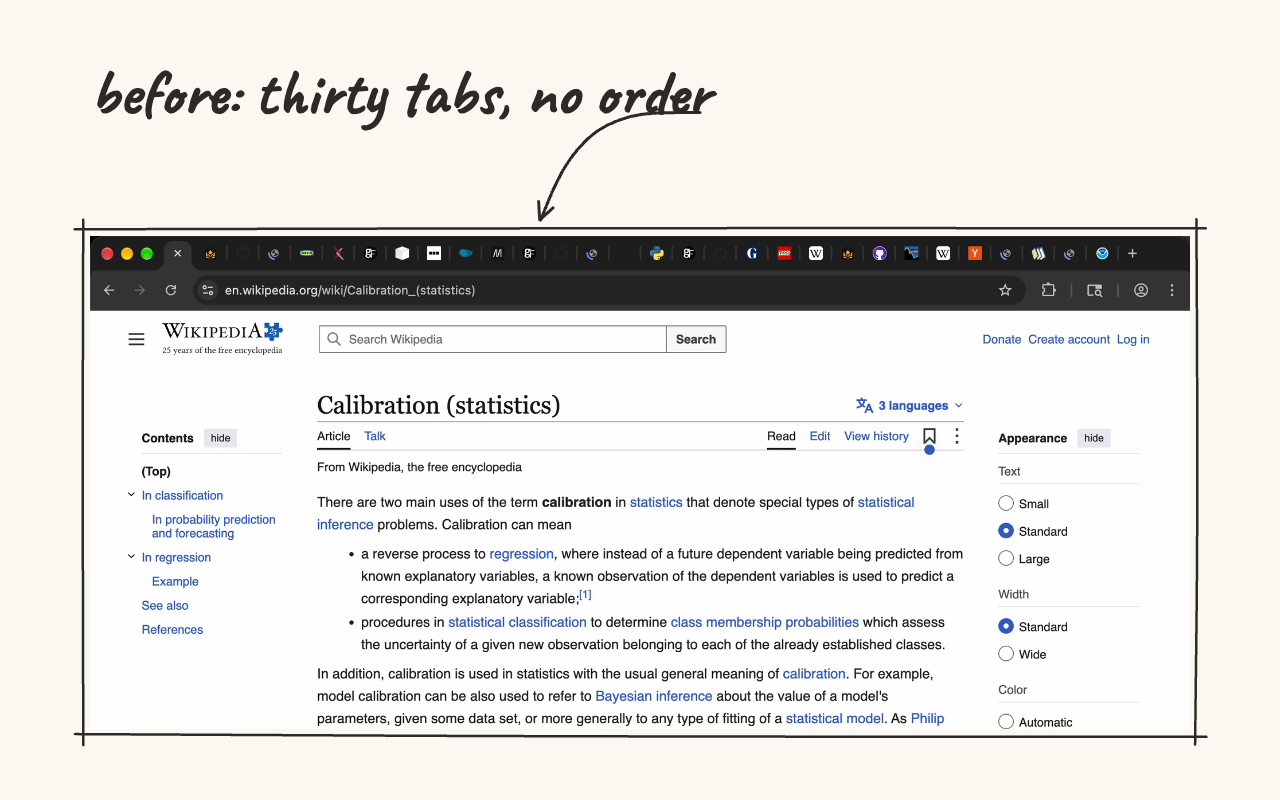 before: thirty tabs, no order
en.wikipedia.org/wiki/Calibration_(statistics)
WIKIPEDIA 25
25 years of the free encyclopedia
Search Wikipedia
Search
Donate Create account Log in
Calibration (statistics)
3 languages
Contents hide
Article Talk
Read Edit View history
Appearance hide
From Wikipedia, the free encyclopedia
(Top)
In classification
In probability prediction
and forecasting
In regression
Example
See also
References
There are two main uses of the term calibration in statistics that denote special types of statistical
inference problems. Calibration can mean
• a reverse process to regression, where instead of a future dependent variable being predicted from
known explanatory variables, a known observation of the dependent variables is used to predict a
corresponding explanatory variable;[1]
• procedures in statistical classification to determine class membership probabilities which assess
the uncertainty of a given new observation belonging to each of the already established classes.
In addition, calibration is used in statistics with the usual general meaning of calibration. For example,
model calibration can be also used to refer to Bayesian inference about the value of a model's
parameters, given some data set, or more generally to any type of fitting of a statistical model. As Philip
Text
Small
Standard
Large
Width
Standard
Wide
Color
Automatic